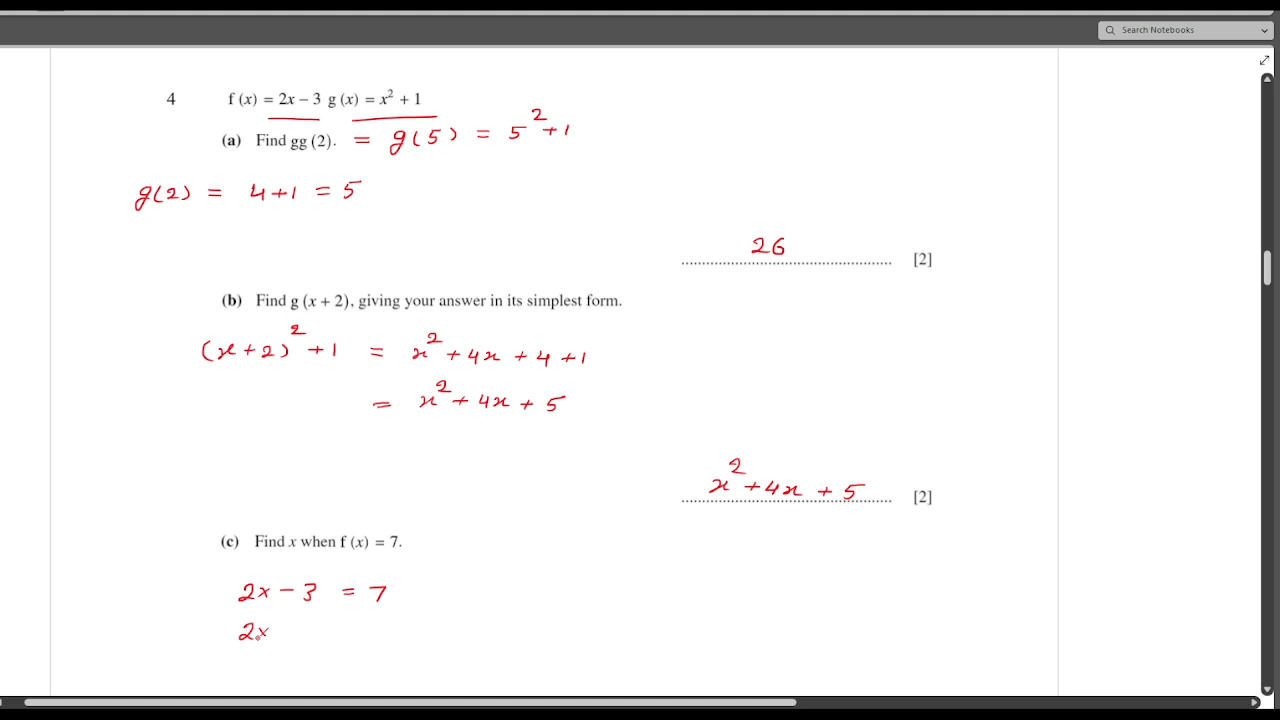 Search Notebooks
4 f (x) = 2x − 3 g (x) = x² + 1
(a) Find gg (2). = g(5) = 5² + 1
g(2) = 4+1 = 5
26
.......................................... [2]
(b) Find g (x + 2), giving your answer in its simplest form.
(x+2)² + 1 = x² + 4x + 4 + 1
= x² + 4x + 5
x² + 4x + 5
.......................................... [2]
(c) Find x when f (x) = 7.
2x − 3 = 7
2x